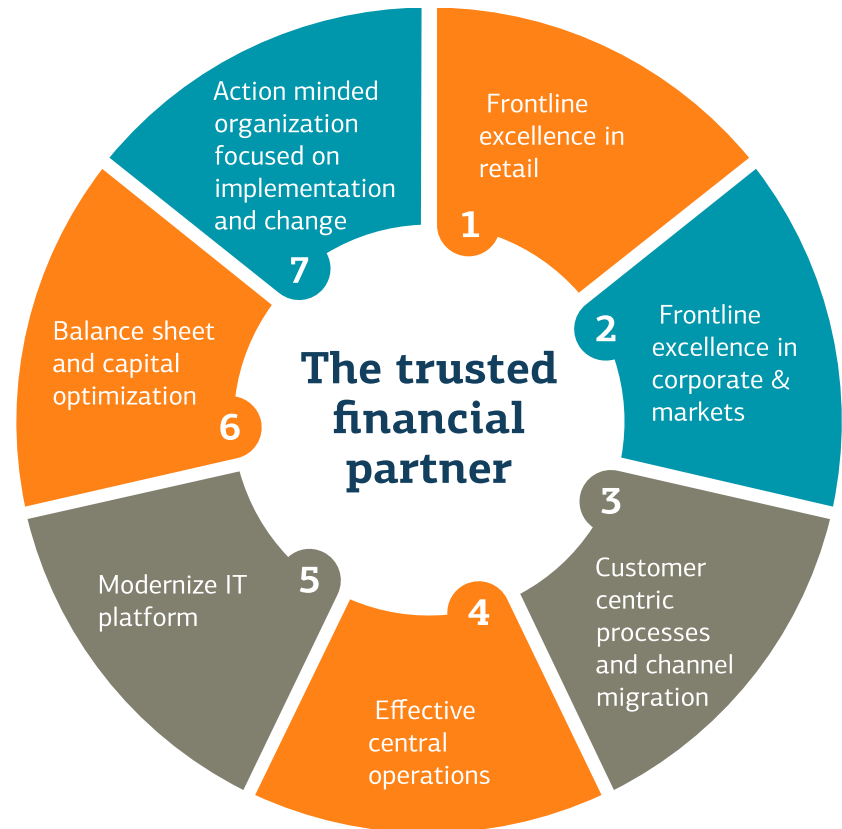 Frontline
excellence in
retail
1
2
Frontline
excellence in
corporate &
markets
3
Customer
centric
processes
and channel
migration
4
Effective
central
operations
5
Modernize IT
platform
6
Balance sheet
and capital
optimization
7
Action minded
organization
focused on
implementation
and change
The trusted
financial
partner